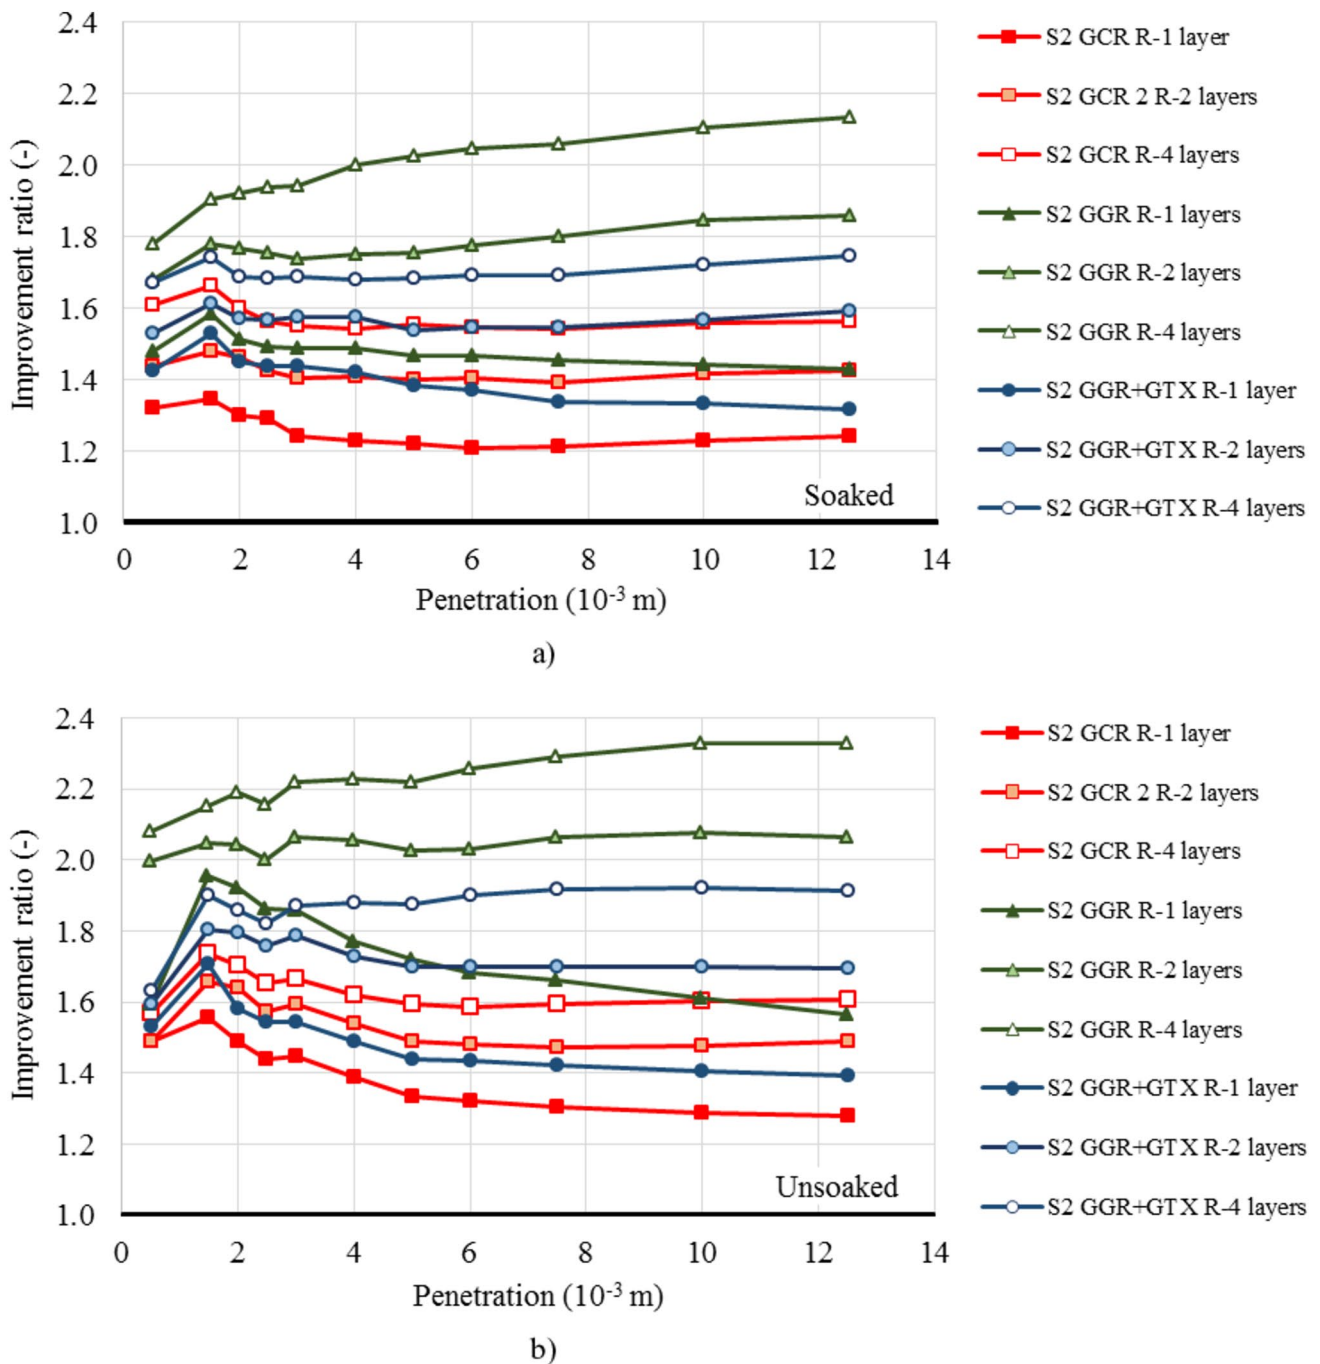 2.4
2.2
2.0
1.8
1.6
1.4
1.2
1.0
Improvement ratio (-)
Soaked
0 2 4 6 8 10 12 14
Penetration (10⁻³ m)
S2 GCR R-1 layer
S2 GCR 2 R-2 layers
S2 GCR R-4 layers
S2 GGR R-1 layers
S2 GGR R-2 layers
S2 GGR R-4 layers
S2 GGR+GTX R-1 layer
S2 GGR+GTX R-2 layers
S2 GGR+GTX R-4 layers
a)
2.4
2.2
2.0
1.8
1.6
1.4
1.2
1.0
Improvement ratio (-)
Unsoaked
0 2 4 6 8 10 12 14
Penetration (10⁻³ m)
S2 GCR R-1 layer
S2 GCR 2 R-2 layers
S2 GCR R-4 layers
S2 GGR R-1 layers
S2 GGR R-2 layers
S2 GGR R-4 layers
S2 GGR+GTX R-1 layer
S2 GGR+GTX R-2 layers
S2 GGR+GTX R-4 layers
b)